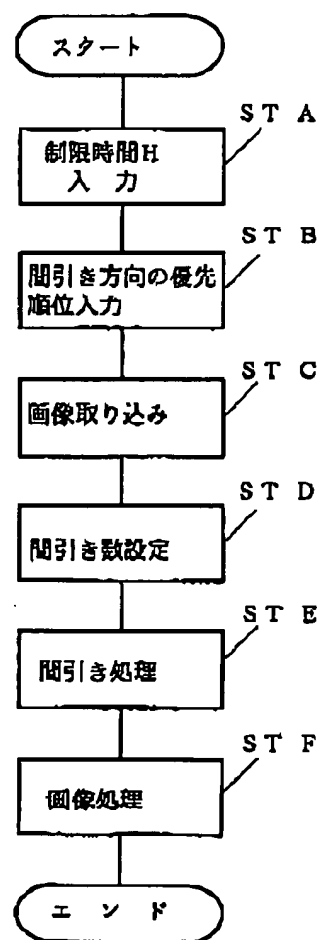 スタート
ST A
制限時間H
入 力
ST B
間引き方向の優先
順位入力
ST C
画像取り込み
ST D
間引き数設定
ST E
間引き処理
ST F
画像処理
エ ン ド